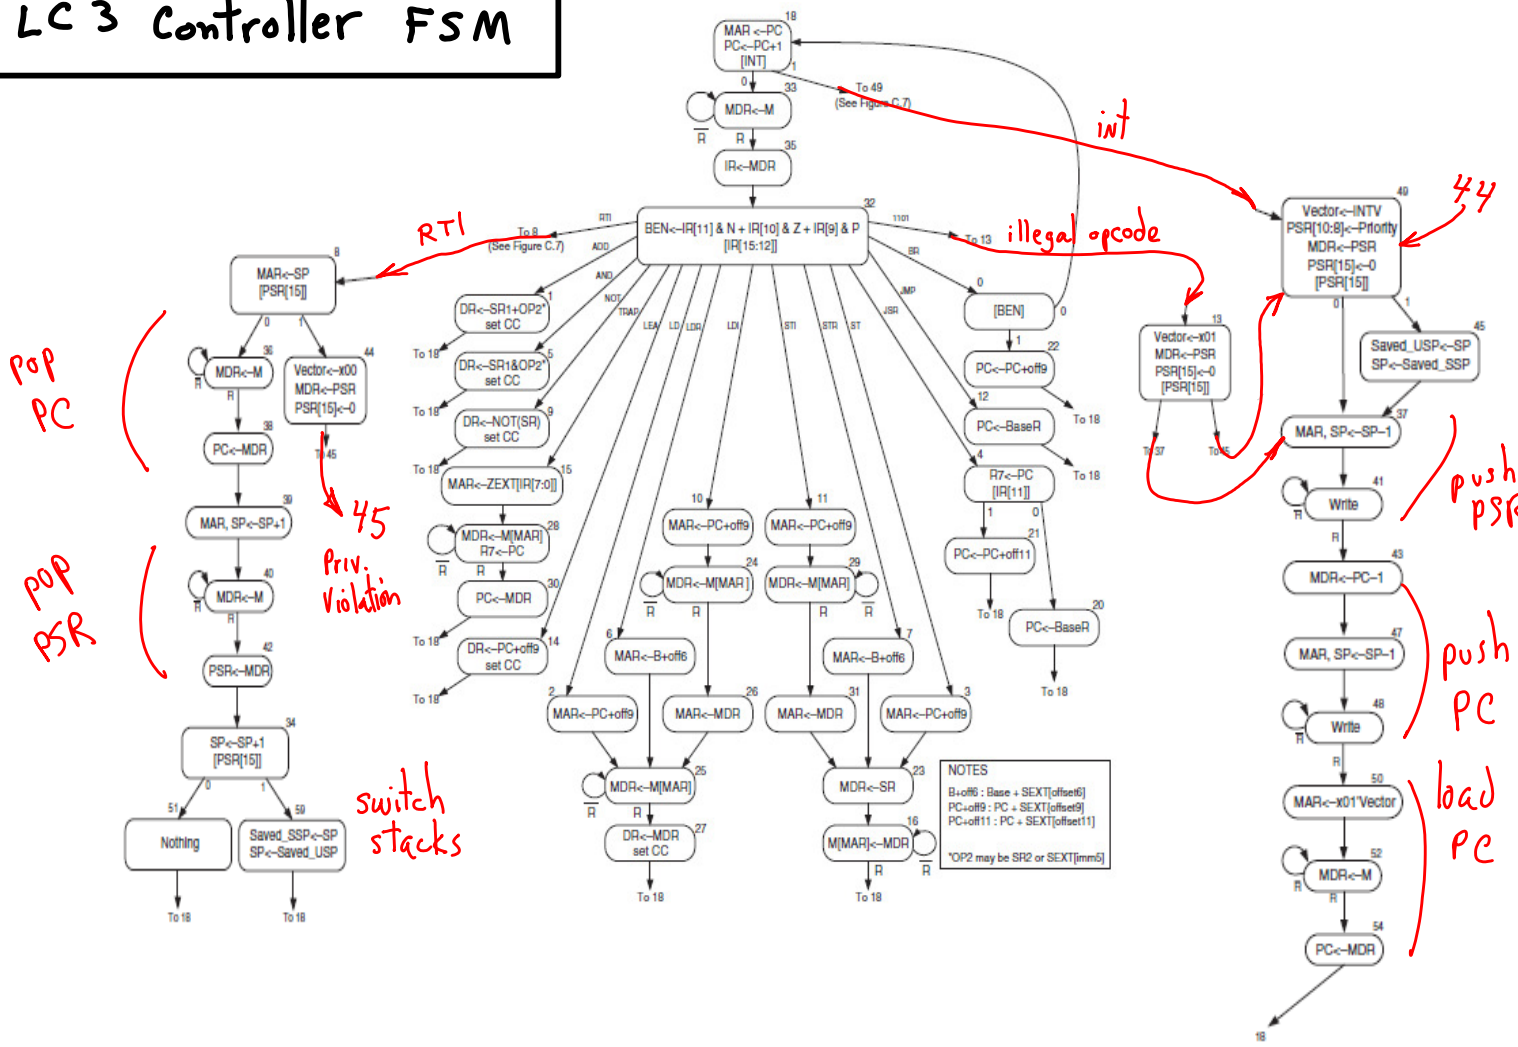 LC3 Controller FSM
18
MAR <–PC
PC<–PC+1
[INT]
0
1
To 49
(See Figure C.7)
33
MDR<–M
R
R
35
IR<–MDR
int
32
BEN<–IR[11] & N + IR[10] & Z + IR[9] & P
[IR[15:12]]
RTI
To 8
(See Figure C.7)
RTI
ADD
AND
NOT
TRAP
LEA
LD
LDR
LDI
STI
STR
ST
JSR
JMP
BR
1101
To 13
illegal opcode
8
MAR<–SP
[PSR[15]]
0
1
pop
PC
36
MDR<–M
R
R
44
Vector<–x00
MDR<–PSR
PSR[15]<–0
To 45
45
Priv.
Violation
38
PC<–MDR
39
MAR, SP<–SP+1
pop
PSR
40
MDR<–M
R
R
42
PSR<–MDR
34
SP<–SP+1
[PSR[15]]
0
1
51
Nothing
To 18
59
Saved_SSP<–SP
SP<–Saved_USP
To 18
switch
stacks
1
DR<–SR1+OP2*
set CC
To 18
5
DR<–SR1&OP2*
set CC
To 18
9
DR<–NOT(SR)
set CC
To 18
15
MAR<–ZEXT[IR[7:0]]
28
MDR<–M[MAR]
R7<–PC
R
R
30
PC<–MDR
To 18
14
DR<–PC+off9
set CC
To 18
2
MAR<–PC+off9
6
MAR<–B+off6
10
MAR<–PC+off9
24
MDR<–M[MAR]
R
R
26
MAR<–MDR
25
MDR<–M[MAR]
R
R
27
DR<–MDR
set CC
To 18
11
MAR<–PC+off9
29
MDR<–M[MAR]
R
R
31
MAR<–MDR
7
MAR<–B+off6
3
MAR<–PC+off9
23
MDR<–SR
16
M[MAR]<–MDR
R
R
To 18
0
[BEN]
0
1
22
PC<–PC+off9
To 18
12
PC<–BaseR
To 18
4
R7<–PC
[IR[11]]
1
0
21
PC<–PC+off11
To 18
20
PC<–BaseR
To 18
NOTES
B+off6 : Base + SEXT[offset6]
PC+off9 : PC + SEXT[offset9]
PC+off11 : PC + SEXT[offset11]
*OP2 may be SR2 or SEXT[imm5]
13
Vector<–x01
MDR<–PSR
PSR[15]<–0
[PSR[15]]
To 37
To 45
49
Vector<–INTV
PSR[10:8]<–Priority
MDR<–PSR
PSR[15]<–0
[PSR[15]]
0
1
44
45
Saved_USP<–SP
SP<–Saved_SSP
37
MAR, SP<–SP–1
41
Write
R
R
push
PSR
43
MDR<–PC–1
47
MAR, SP<–SP–1
48
Write
R
R
push
PC
50
MAR<–x01'Vector
52
MDR<–M
R
R
54
PC<–MDR
load
PC
18